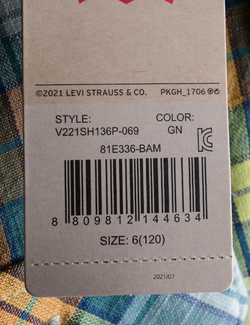 ©2021 LEVI STRAUSS & CO. PKGH_1706
STYLE: COLOR:
V221SH136P-069 GN
81E336-BAM
8 809812 144634
SIZE: 6(120)
2021/07